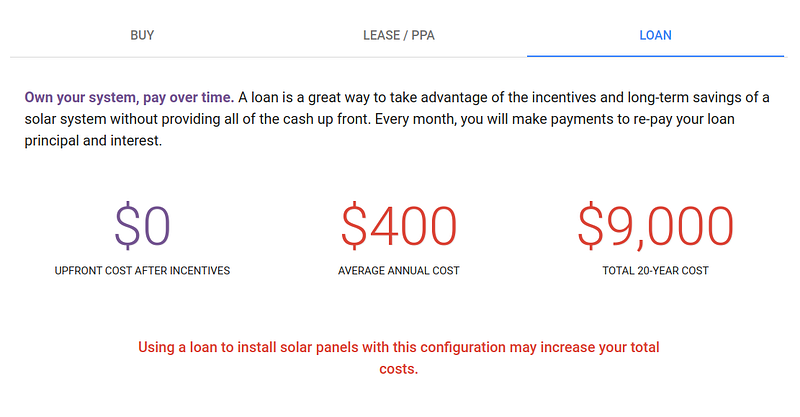 BUY
LEASE / PPA
LOAN
Own your system, pay over time. A loan is a great way to take advantage of the incentives and long-term savings of a
solar system without providing all of the cash up front. Every month, you will make payments to re-pay your loan
principal and interest.
$0
$400
$9,000
UPFRONT COST AFTER INCENTIVES
AVERAGE ANNUAL COST
TOTAL 20-YEAR COST
Using a loan to install solar panels with this configuration may increase your total
costs.